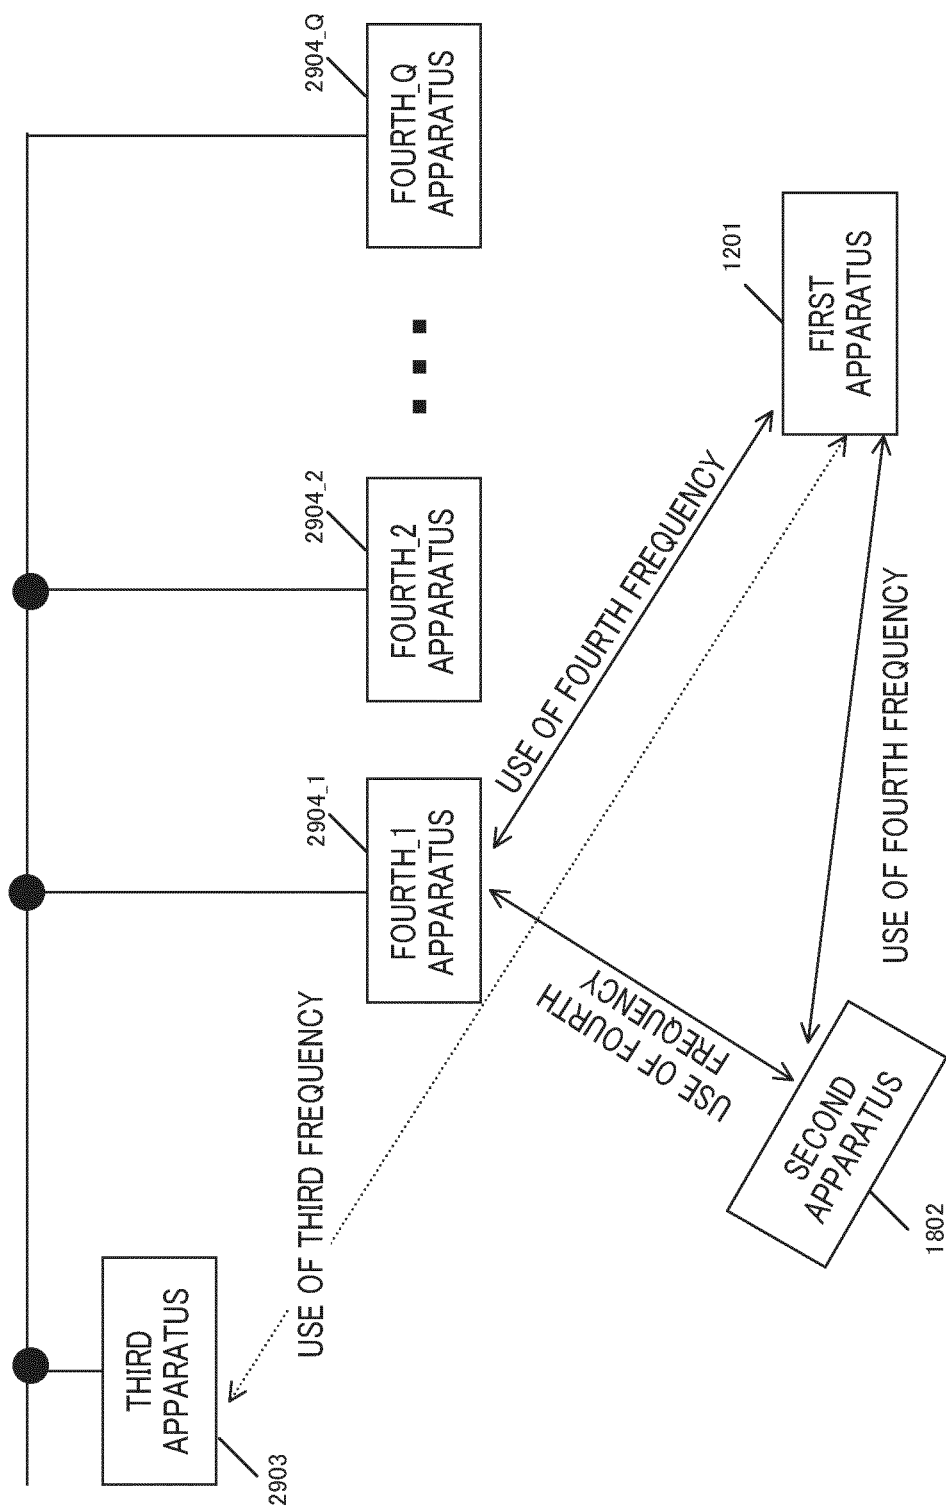 2903
THIRD
APPARATUS
USE OF THIRD FREQUENCY
2904_1
FOURTH_1
APPARATUS
2904_2
FOURTH_2
APPARATUS
2904_Q
FOURTH_Q
APPARATUS
USE OF FOURTH
FREQUENCY
USE OF FOURTH FREQUENCY
1201
FIRST
APPARATUS
SECOND
APPARATUS
1802
USE OF FOURTH FREQUENCY